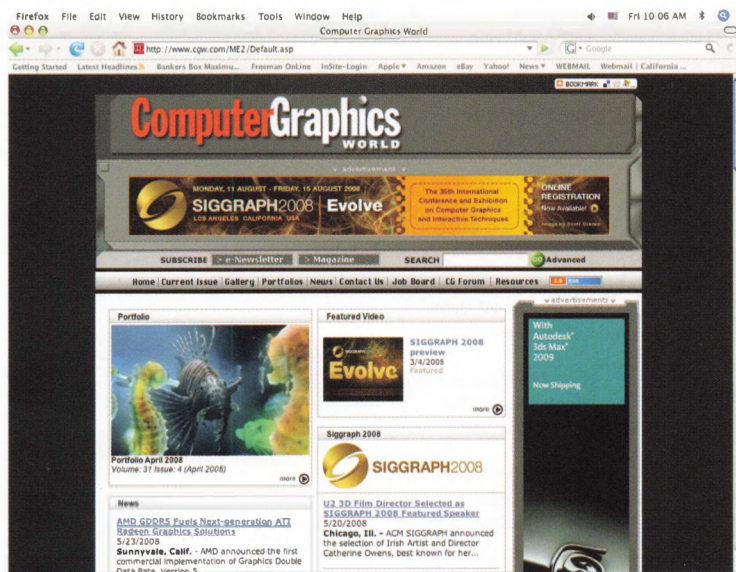 Firefox File Edit View History Bookmarks Tools Window Help
Fri 10:06 AM
Computer Graphics World
http://www.cgw.com/ME2/Default.asp
Google
Getting Started Latest Headlines Bankers Box Maximu... Freeman OnLine InSite-Login Apple Amazon eBay Yahoo! News WEBMAIL Webmail | California ...
BOOKMARK
ComputerGraphics
WORLD
advertisement
MONDAY, 11 AUGUST - FRIDAY, 15 AUGUST 2008
SIGGRAPH2008 Evolve
LOS ANGELES CALIFORNIA USA
The 35th International
Conference and Exhibition
on Computer Graphics
and Interactive Techniques
ONLINE
REGISTRATION
Now Available!
SUBSCRIBE > e-Newsletter > Magazine SEARCH Advanced
Home Current Issue Gallery Portfolios News Contact Us Job Board CG Forum Resources
advertisements
Portfolio
Portfolio April 2008
Volume: 31 Issue: 4 (April 2008)
more
News
AMD GDDR5 Fuels Next-generation ATI
Radeon Graphics Solutions
5/23/2008
Sunnyvale, Calif. - AMD announced the first
commercial implementation of Graphics Double
Data Rate, Version 5
Featured Video
Evolve
SIGGRAPH 2008
preview
3/4/2008
Featured
more
Siggraph 2008
SIGGRAPH2008
U2 3D Film Director Selected as
SIGGRAPH 2008 Featured Speaker
5/20/2008
Chicago, Ill. - ACM SIGGRAPH announced
the selection of Irish Artist and Director
Catherine Owens, best known for her...
With
Autodesk®
3ds Max®
2009
Now Shipping